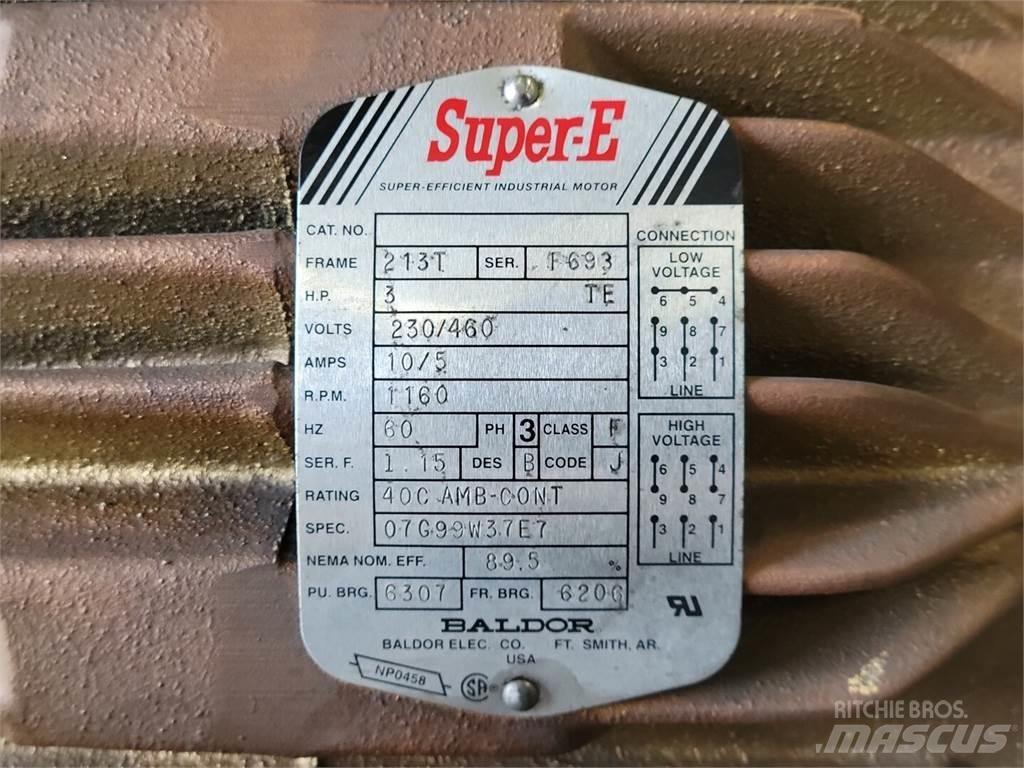 Super-E
SUPER-EFFICIENT INDUSTRIAL MOTOR
CAT. NO.
FRAME 213T SER. F693
H.P. 3 TE
VOLTS 230/460
AMPS 10/5
R.P.M. 1160
HZ 60 PH 3 CLASS F
SER. F. 1.15 DES B CODE J
RATING 40C AMB-CONT
SPEC. 07G99W37E7
NEMA NOM. EFF. 89.5 %
PU. BRG. 6307 FR. BRG. 6206
CONNECTION
LOW
VOLTAGE
6 5 4
9 8 7
3 2 1
LINE
HIGH
VOLTAGE
6 5 4
9 8 7
3 2 1
LINE
BALDOR
BALDOR ELEC. CO. FT. SMITH, AR.
USA
NP0458
SA
RITCHIE BROS.
MASCUS